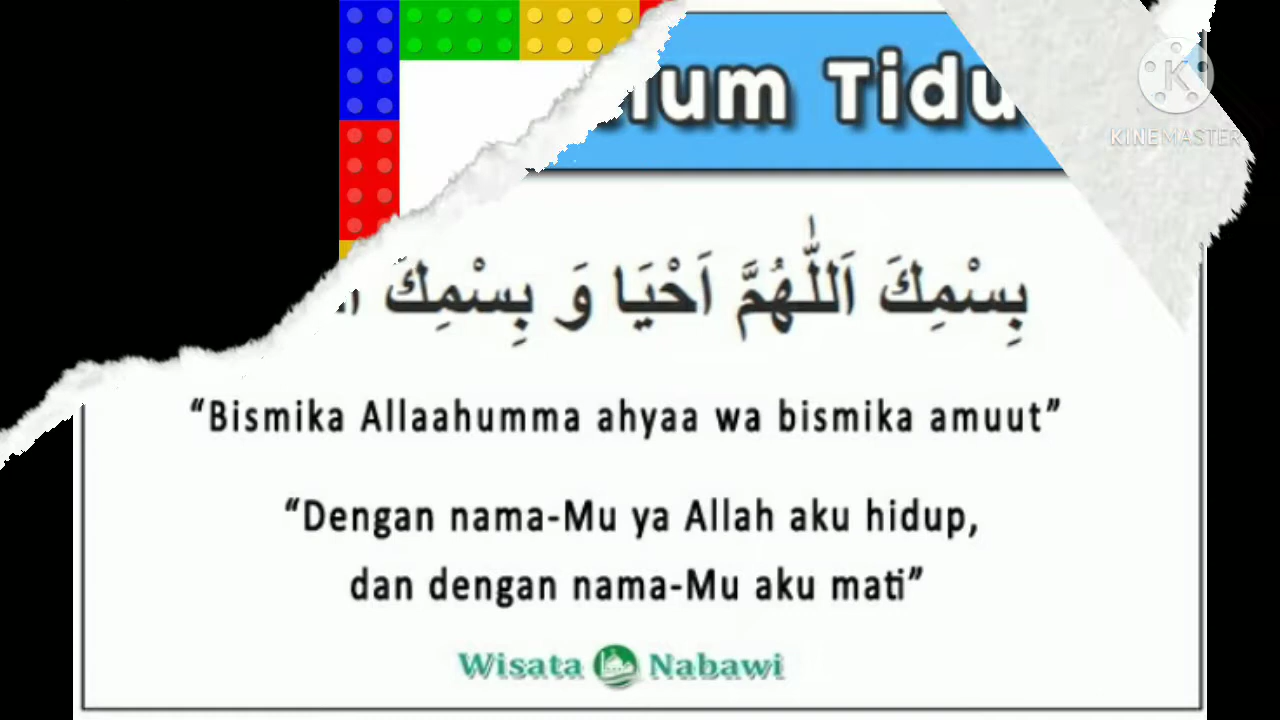 lum Tidu
KINEMASTER
بِسْمِكَ اَللّٰهُمَّ اَحْيَا وَ بِسْمِكَ
“Bismika Allaahumma ahyaa wa bismika amuut”
“Dengan nama-Mu ya Allah aku hidup,
dan dengan nama-Mu aku mati”
Wisata Nabawi